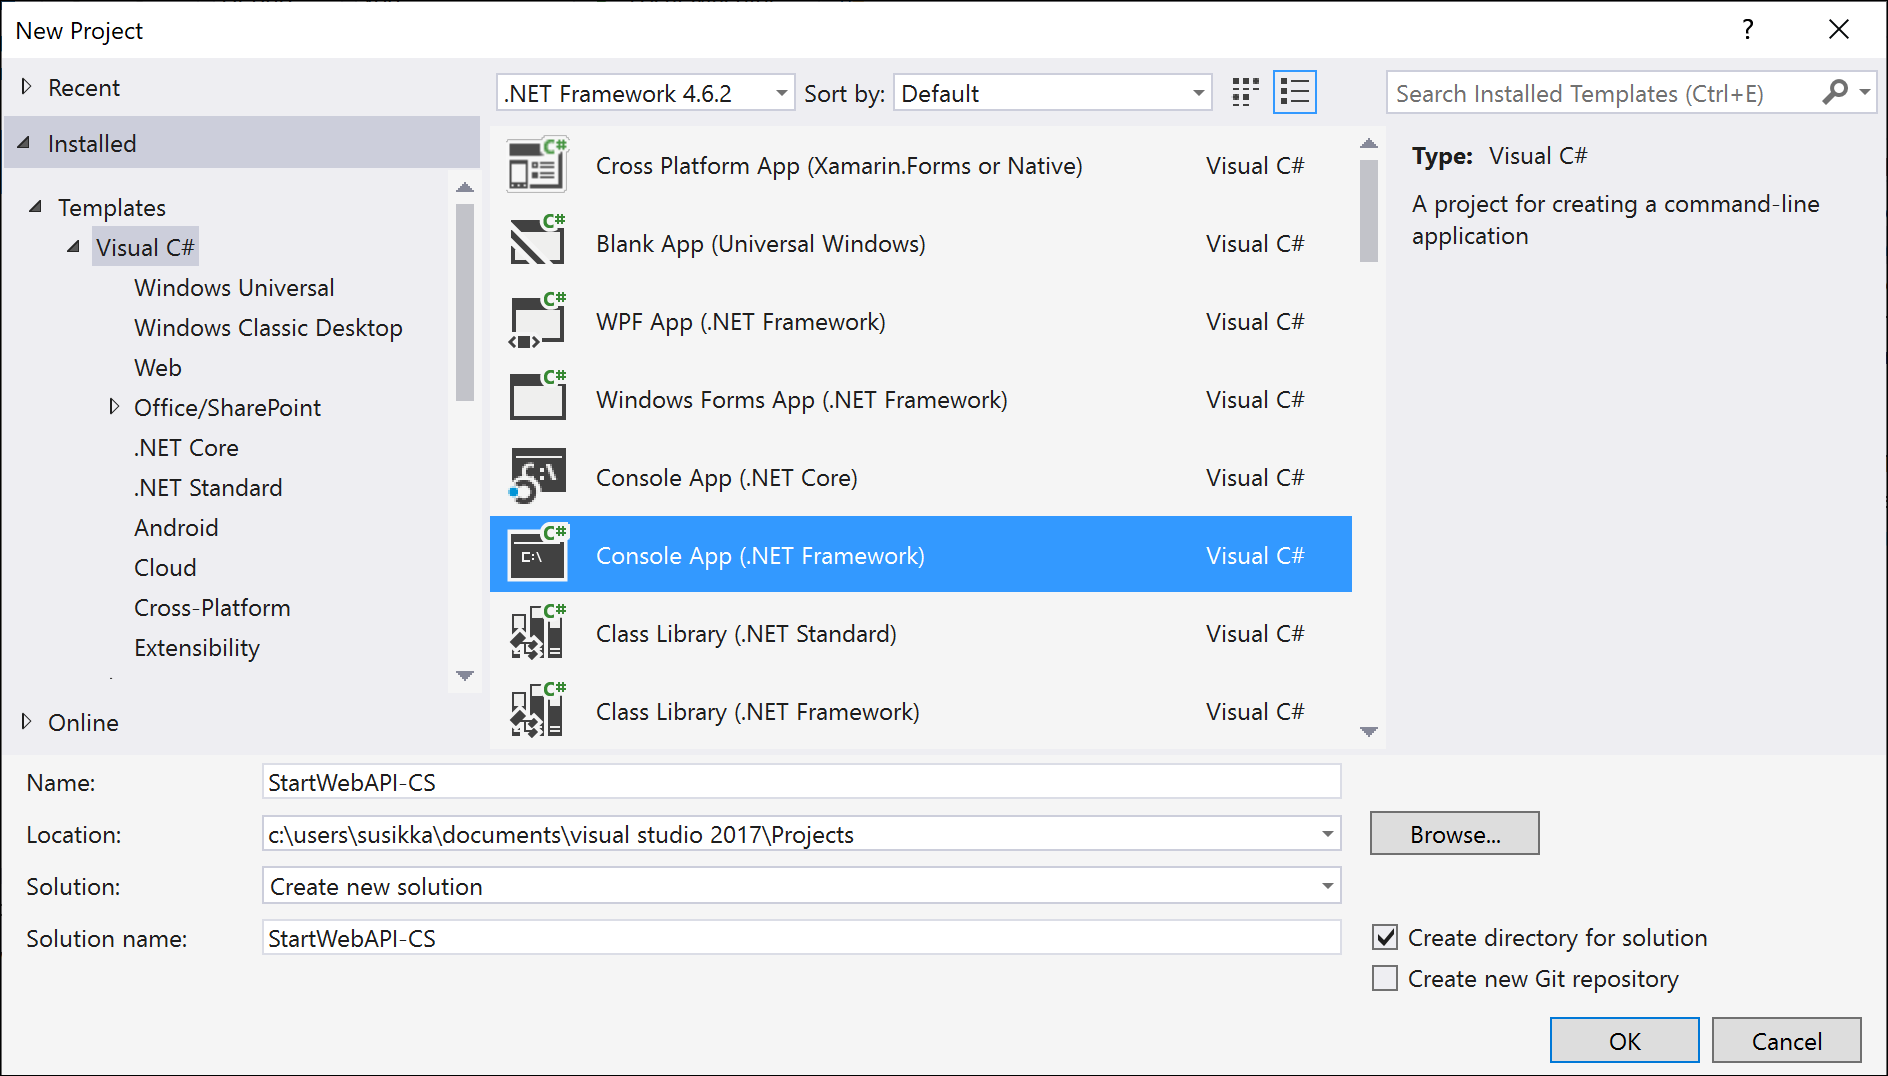 New Project
?
Recent
Installed
Templates
Visual C#
Windows Universal
Windows Classic Desktop
Web
Office/SharePoint
.NET Core
.NET Standard
Android
Cloud
Cross-Platform
Extensibility
Online
.NET Framework 4.6.2
Sort by: Default
Search Installed Templates (Ctrl+E)
C# Cross Platform App (Xamarin.Forms or Native) Visual C#
C# Blank App (Universal Windows) Visual C#
C# WPF App (.NET Framework) Visual C#
C# Windows Forms App (.NET Framework) Visual C#
C:\ Console App (.NET Core) Visual C#
C# C:\ Console App (.NET Framework) Visual C#
C# Class Library (.NET Standard) Visual C#
C# Class Library (.NET Framework) Visual C#
Type: Visual C#
A project for creating a command-line
application
Name: StartWebAPI-CS
Location: c:\users\susikka\documents\visual studio 2017\Projects
Browse...
Solution: Create new solution
Solution name: StartWebAPI-CS
Create directory for solution
Create new Git repository
OK Cancel